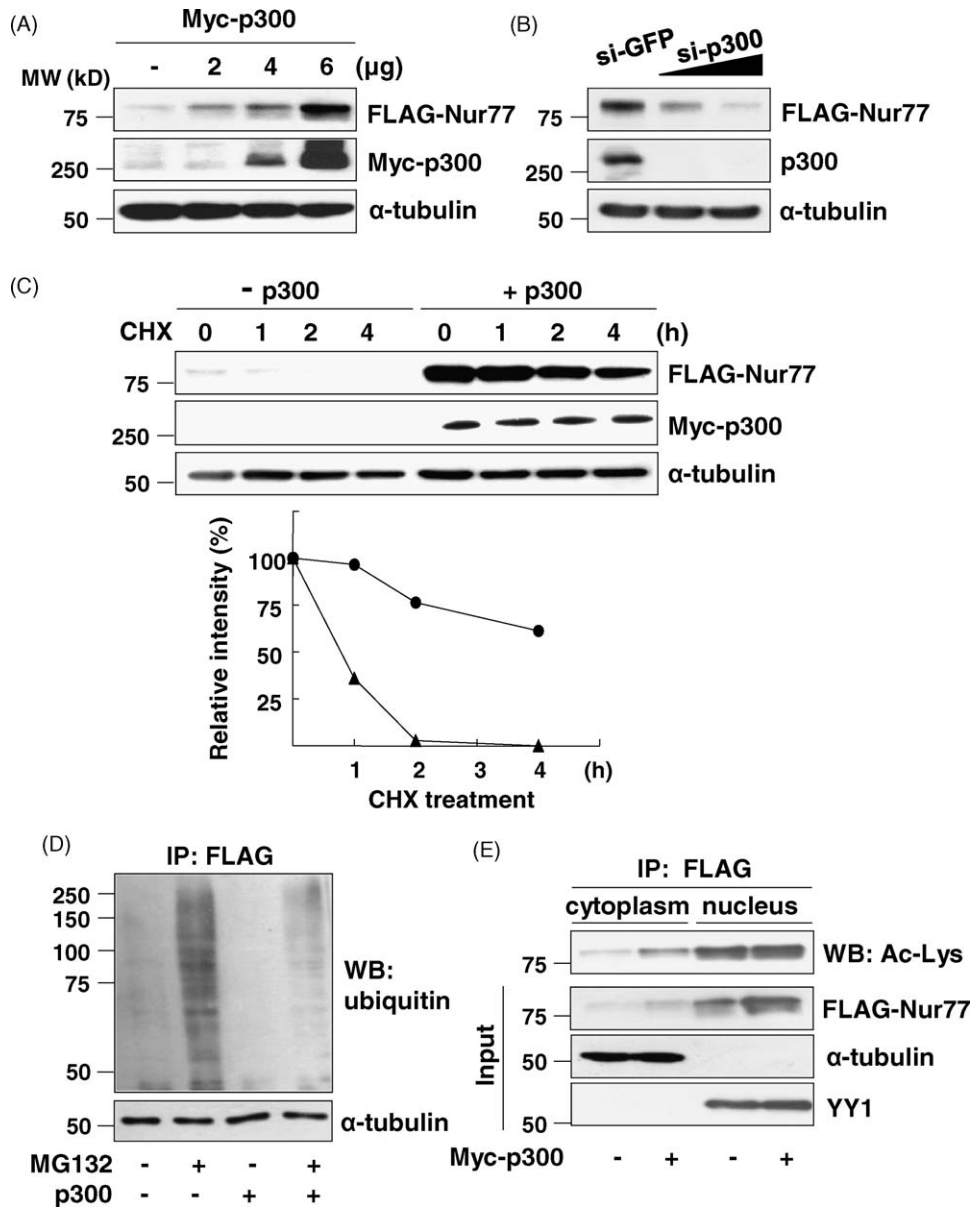 (A)
Myc-p300
MW (kD) - 2 4 6 (μg)
75 FLAG-Nur77
250 Myc-p300
50 α-tubulin
(B)
si-GFP si-p300
75 FLAG-Nur77
250 p300
50 α-tubulin
(C)
- p300 + p300
CHX 0 1 2 4 0 1 2 4 (h)
75 FLAG-Nur77
250 Myc-p300
50 α-tubulin
Relative intensity (%)
100
75
50
25
1 2 3 4 (h)
CHX treatment
(D)
IP: FLAG
250
150
100
75
50
WB:
ubiquitin
50 α-tubulin
MG132 - + - +
p300 - - + +
(E)
IP: FLAG
cytoplasm nucleus
75 WB: Ac-Lys
Input
75 FLAG-Nur77
50 α-tubulin
50 YY1
Myc-p300 - + - +